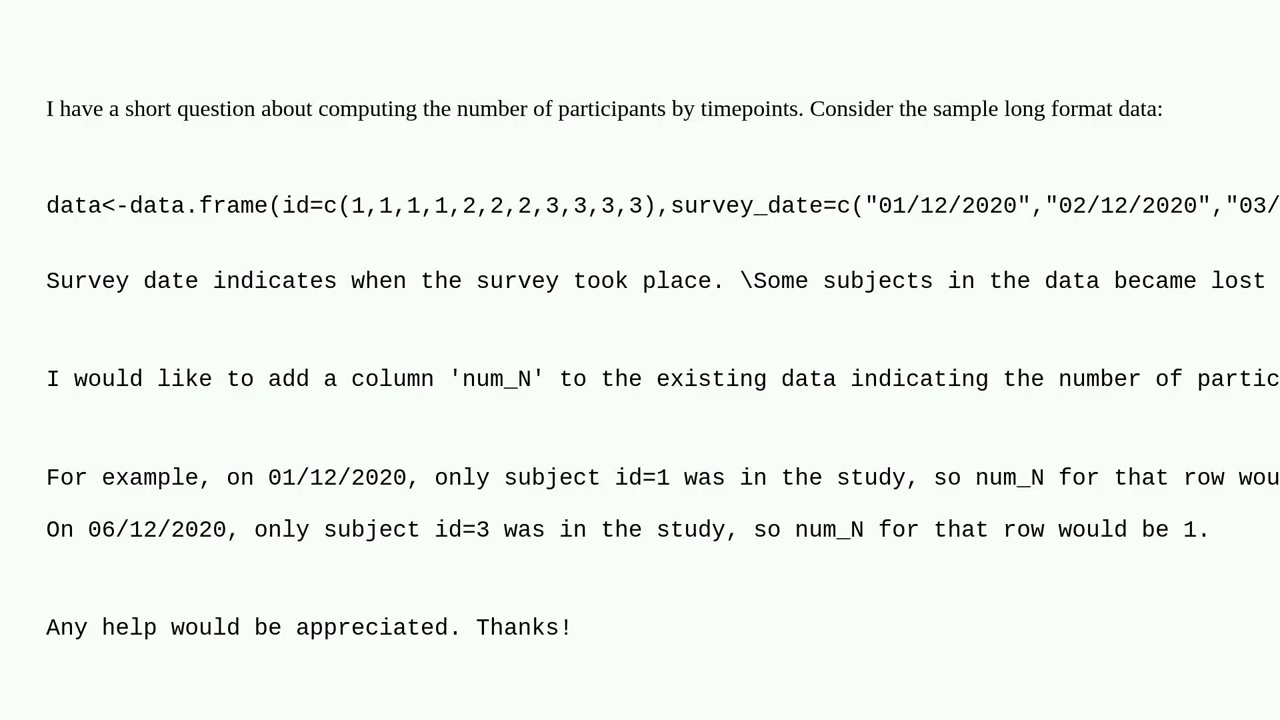 I have a short question about computing the number of participants by timepoints. Consider the sample long format data:
data<-data.frame(id=c(1,1,1,1,2,2,2,3,3,3,3),survey_date=c("01/12/2020","02/12/2020","03/
Survey date indicates when the survey took place. \Some subjects in the data became lost
I would like to add a column 'num_N' to the existing data indicating the number of partic
For example, on 01/12/2020, only subject id=1 was in the study, so num_N for that row wou
On 06/12/2020, only subject id=3 was in the study, so num_N for that row would be 1.
Any help would be appreciated. Thanks!